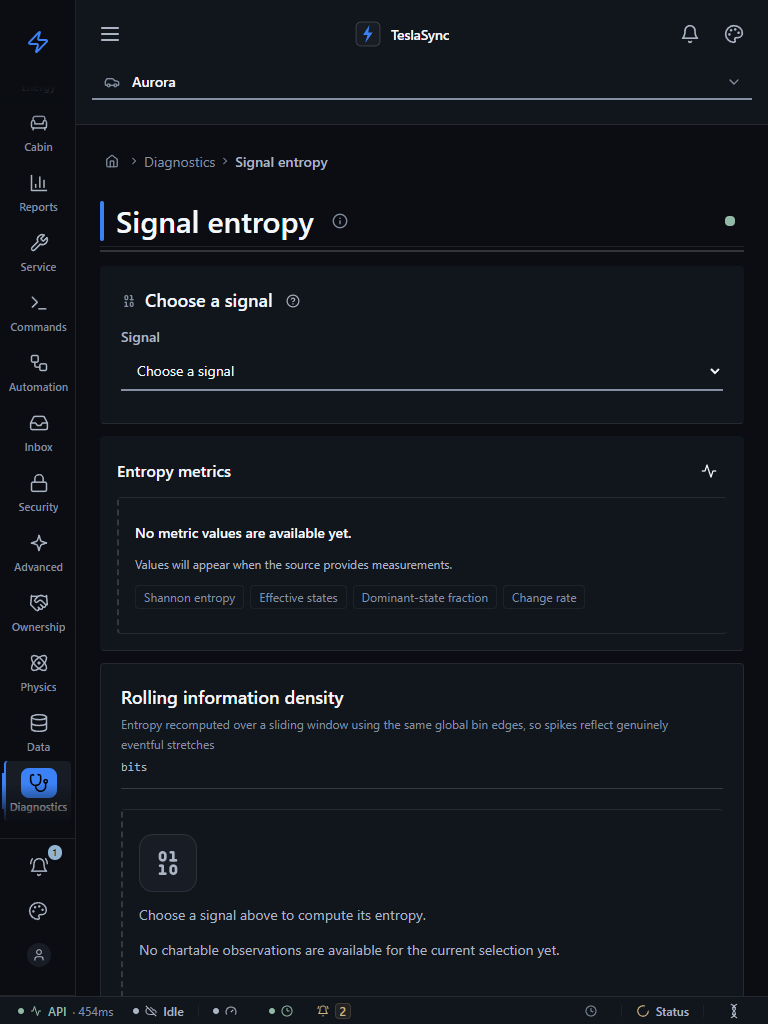 TeslaSync
Aurora
Energy
Cabin
Reports
Service
Commands
Automation
Inbox
Security
Advanced
Ownership
Physics
Data
Diagnostics
1
Diagnostics
Signal entropy
Signal entropy
Choose a signal
Signal
Choose a signal
Entropy metrics
No metric values are available yet.
Values will appear when the source provides measurements.
Shannon entropy
Effective states
Dominant-state fraction
Change rate
Rolling information density
Entropy recomputed over a sliding window using the same global bin edges, so spikes reflect genuinely
eventful stretches
bits
01
10
Choose a signal above to compute its entropy.
No chartable observations are available for the current selection yet.
API · 454ms
Idle
2
Status